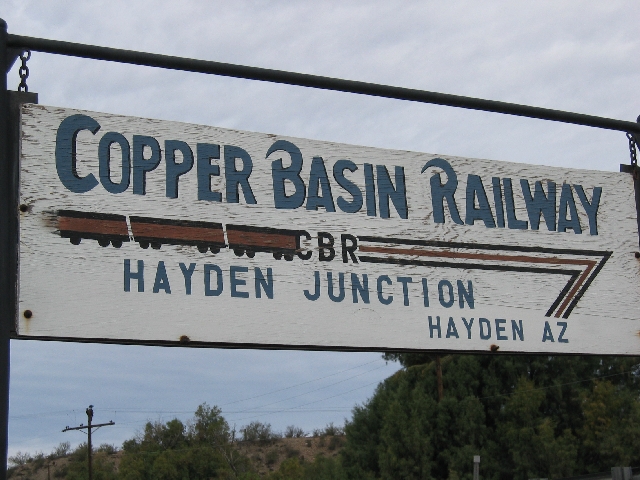 COPPER BASIN RAILWAY
CBR
HAYDEN JUNCTION
HAYDEN AZ